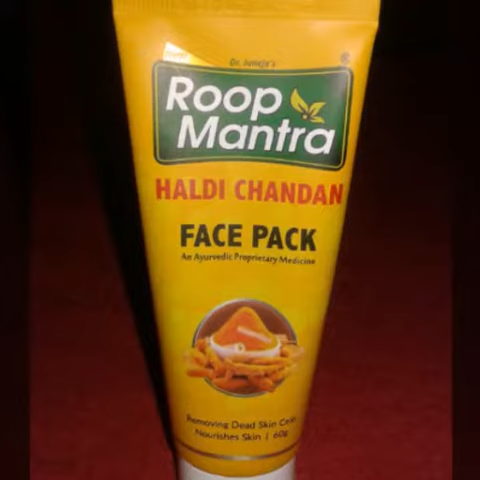 Dr. Juneja's
Roop
Mantra
HALDI CHANDAN
FACE PACK
An Ayurvedic Proprietary Medicine
Removing Dead Skin Cells
Nourishes Skin | 60g